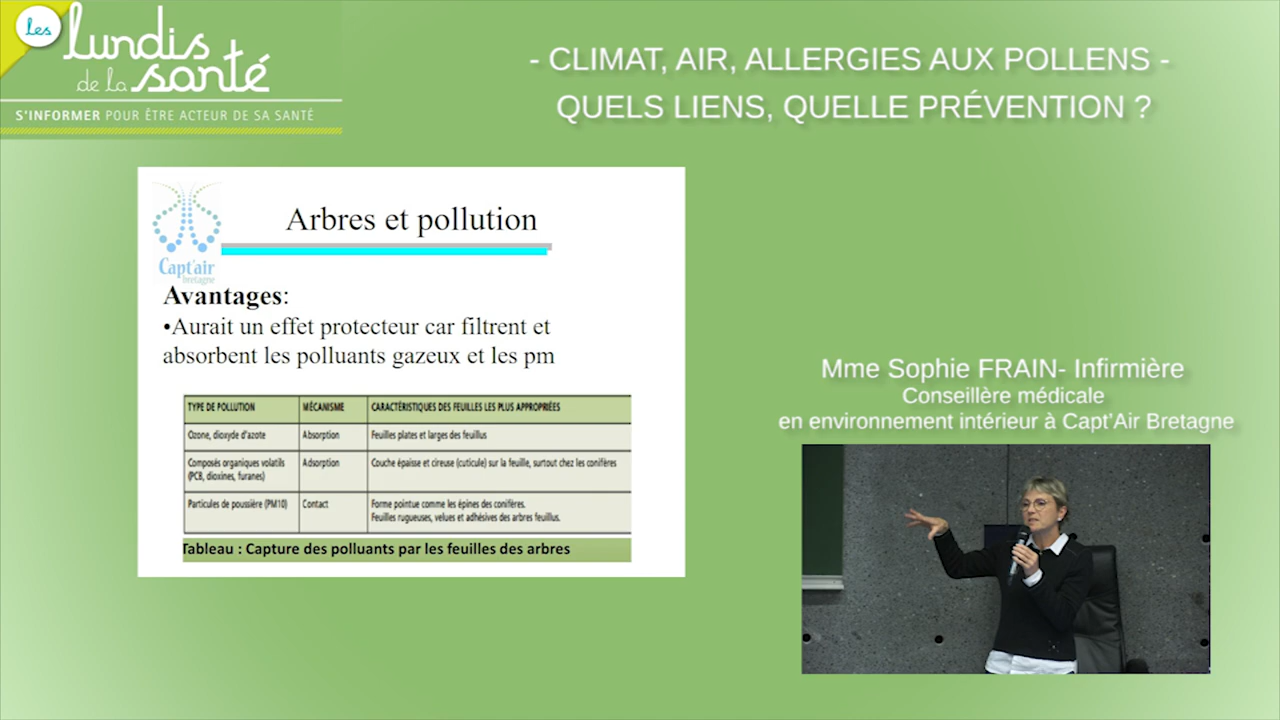 les
lundis
de la santé
S'INFORMER POUR ÊTRE ACTEUR DE SA SANTÉ
- CLIMAT, AIR, ALLERGIES AUX POLLENS -
QUELS LIENS, QUELLE PRÉVENTION ?
Capt'air
bretagne
Arbres et pollution
Avantages:
•Aurait un effet protecteur car filtrent et
absorbent les polluants gazeux et les pm
TYPE DE POLLUTION MÉCANISME CARACTÉRISTIQUES DES FEUILLES LES PLUS APPROPRIÉES
Ozone, dioxyde d'azote Absorption Feuilles plates et larges des feuillus
Composés organiques volatils Adsorption Couche épaisse et cireuse (cuticule) sur la feuille, surtout chez les conifères
(PCB, dioxines, furanes)
Particules de poussière (PM10) Contact Forme pointue comme les épines des conifères.
Feuilles rugueuses, velues et adhésives des arbres feuillus.
Tableau : Capture des polluants par les feuilles des arbres
Mme Sophie FRAIN- Infirmière
Conseillère médicale
en environnement intérieur à Capt'Air Bretagne